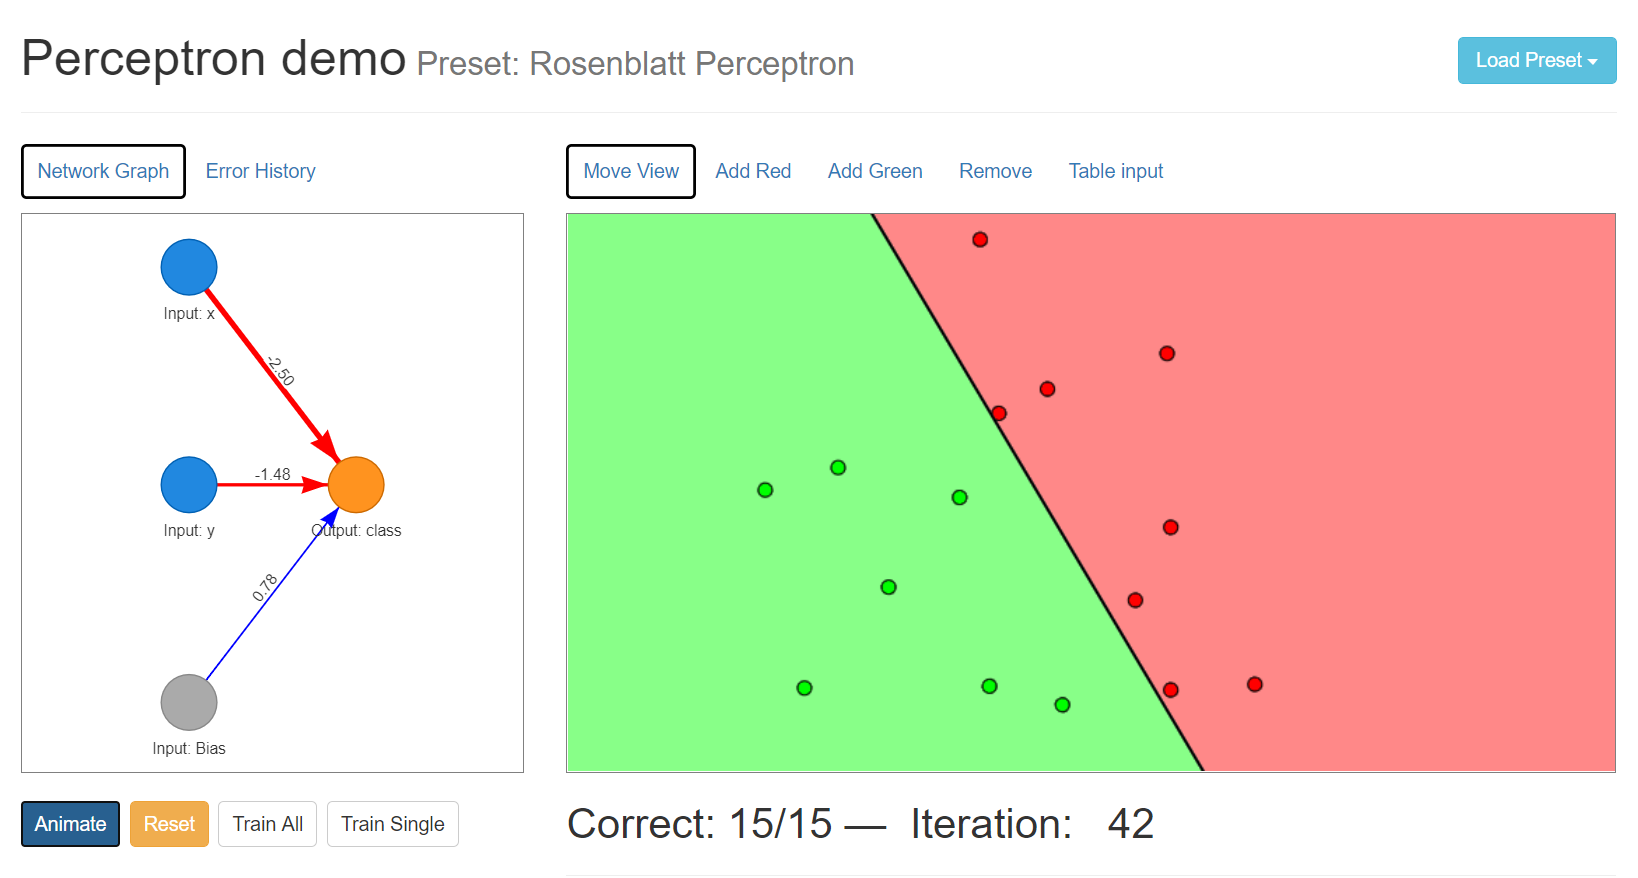 Perceptron demo Preset: Rosenblatt Perceptron
Load Preset
Network Graph Error History
Move View Add Red Add Green Remove Table input
Input: x
-2.50
-1.48
Input: y
Output: class
0.78
Input: Bias
Animate Reset Train All Train Single
Correct: 15/15 — Iteration: 42